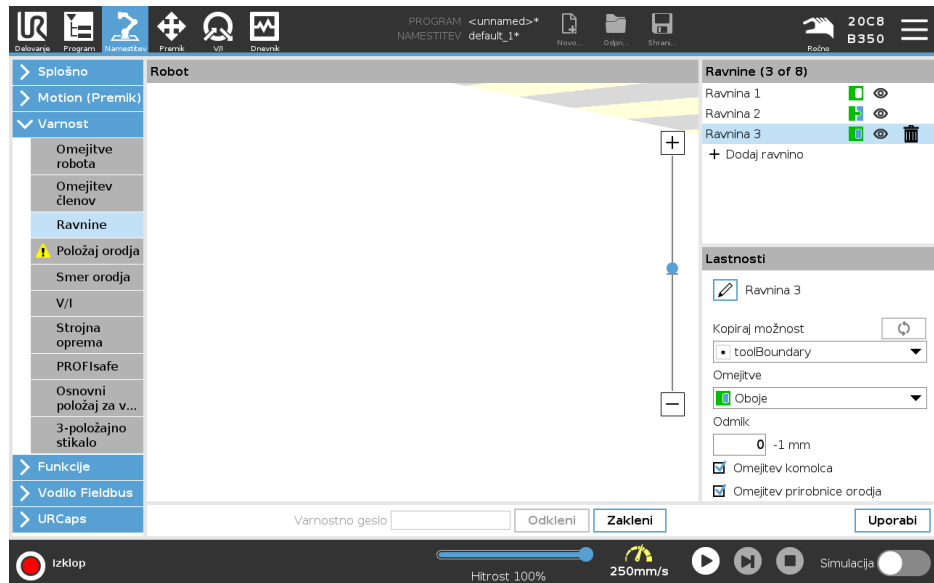 PROGRAM <unnamed>*
NAMESTITEV default_1*
Delovanje
Program
Namestitev
Premik
V/I
Dnevnik
Novo...
Odpri...
Shrani...
Ročno
20C8
B350
Splošno
Motion (Premik)
Varnost
Omejitve
robota
Omejitev
členov
Ravnine
Položaj orodja
Smer orodja
V/I
Strojna
oprema
PROFIsafe
Osnovni
položaj za v...
3-položajno
stikalo
Funkcije
Vodilo Fieldbus
URCaps
Robot
Ravnine (3 of 8)
Ravnina 1
Ravnina 2
Ravnina 3
Dodaj ravnino
Lastnosti
Ravnina 3
Kopiraj možnost
toolBoundary
Omejitve
Oboje
Odmik
0 -1 mm
Omejitev komolca
Omejitev prirobnice orodja
Varnostno geslo
Odkleni
Zakleni
Uporabi
Izklop
Hitrost 100%
250mm/s
Simulacija